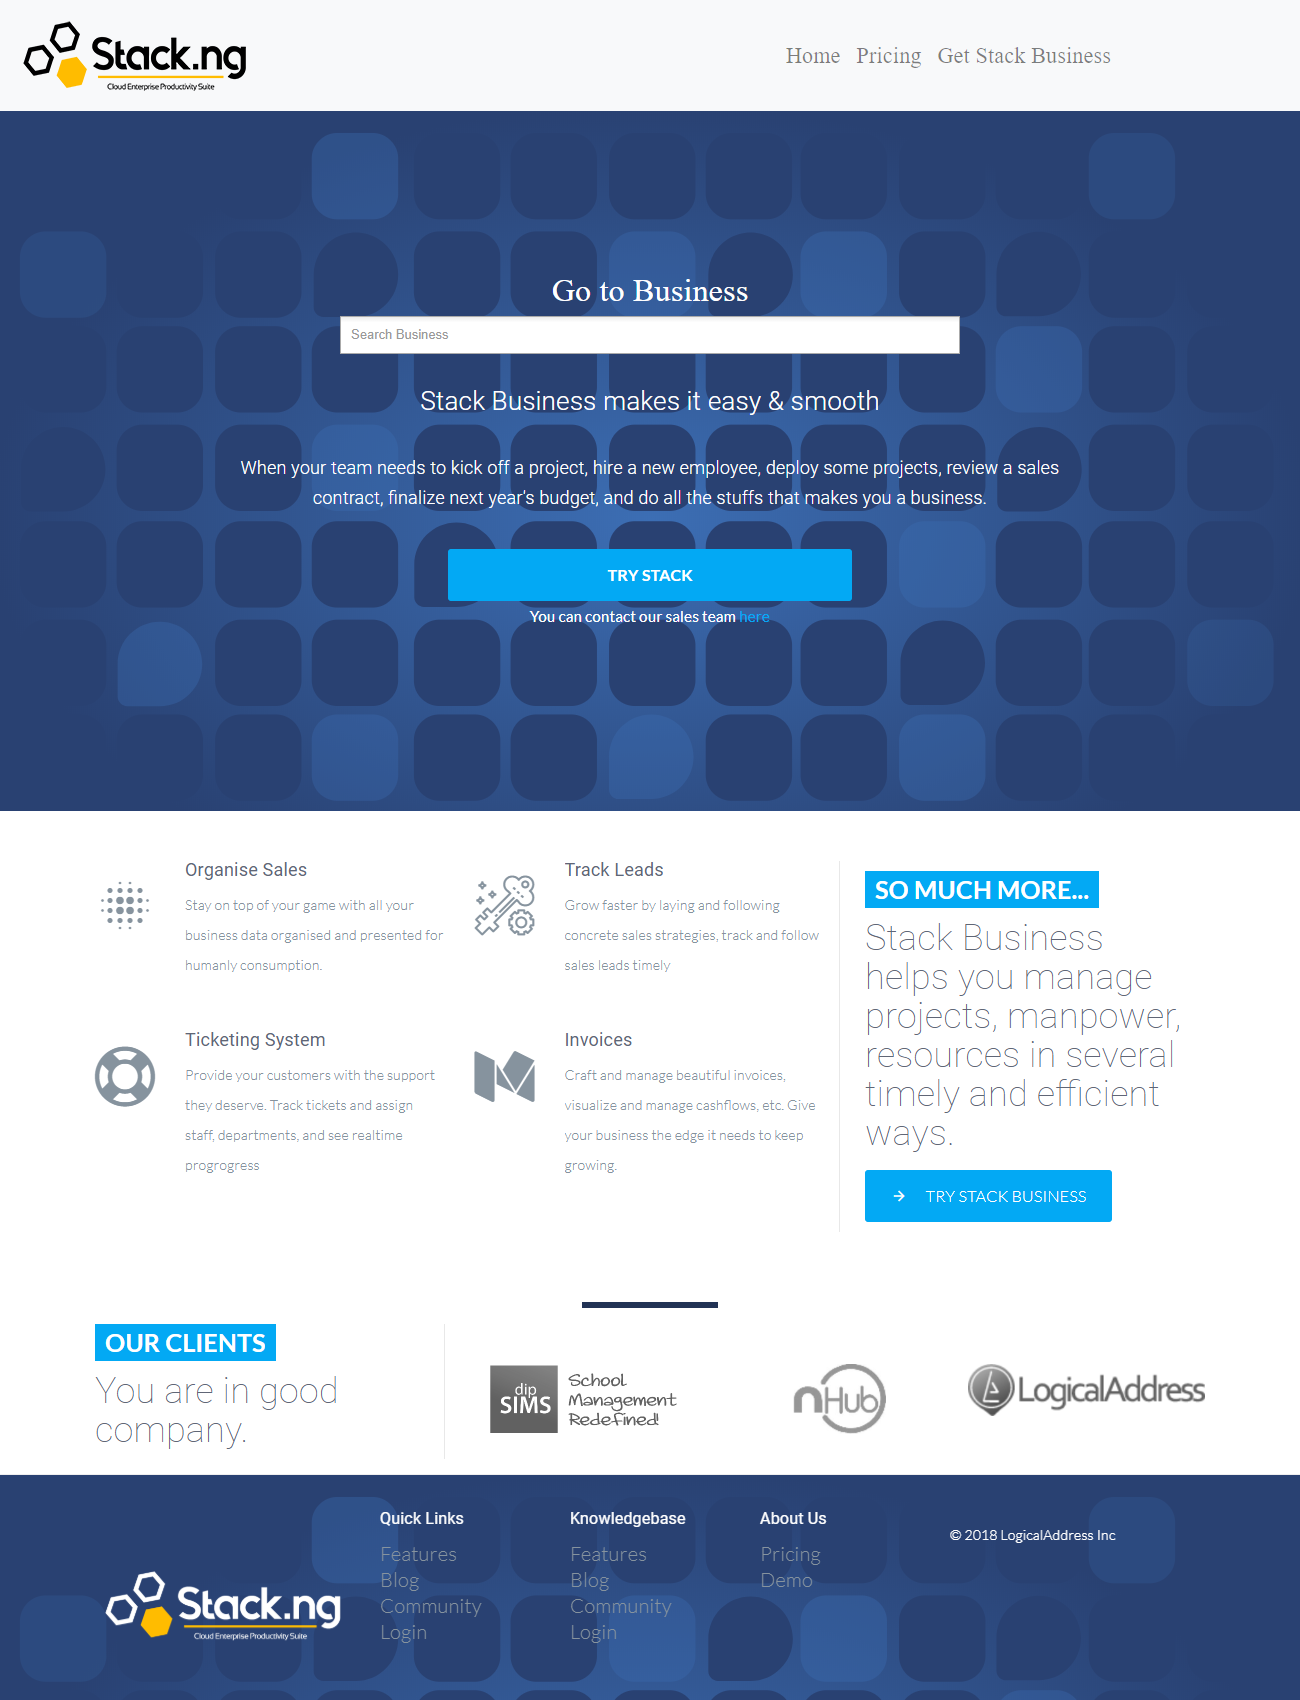 Stack.ng
Cloud Enterprise Productivity Suite
Home Pricing Get Stack Business
Go to Business
Search Business
Stack Business makes it easy & smooth
When your team needs to kick off a project, hire a new employee, deploy some projects, review a sales
contract, finalize next year's budget, and do all the stuffs that makes you a business.
TRY STACK
You can contact our sales team here
Organise Sales
Stay on top of your game with all your
business data organised and presented for
humanly consumption.
Track Leads
Grow faster by laying and following
concrete sales strategies, track and follow
sales leads timely
Ticketing System
Provide your customers with the support
they deserve. Track tickets and assign
staff, departments, and see realtime
progrogress
Invoices
Craft and manage beautiful invoices,
visualize and manage cashflows, etc. Give
your business the edge it needs to keep
growing.
SO MUCH MORE...
Stack Business
helps you manage
projects, manpower,
resources in several
timely and efficient
ways.
TRY STACK BUSINESS
OUR CLIENTS
You are in good
company.
dip
SIMS
School
Management
Redefined!
nHub
LogicalAddress
Stack.ng
Cloud Enterprise Productivity Suite
Quick Links
Features
Blog
Community
Login
Knowledgebase
Features
Blog
Community
Login
About Us
Pricing
Demo
© 2018 LogicalAddress Inc